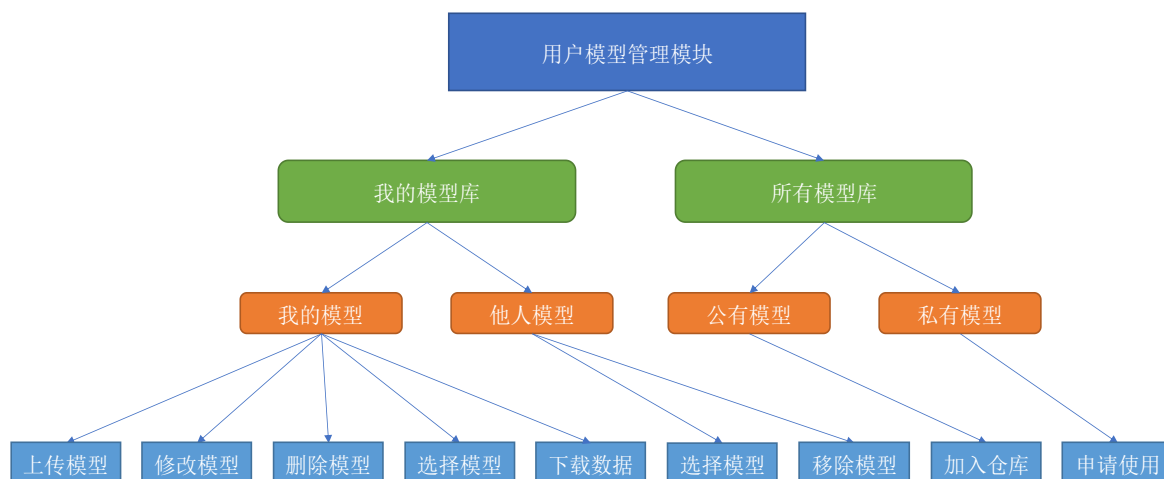 用户模型管理模块
我的模型库
所有模型库
我的模型
他人模型
公有模型
私有模型
上传模型
修改模型
删除模型
选择模型
下载数据
选择模型
移除模型
加入仓库
申请使用